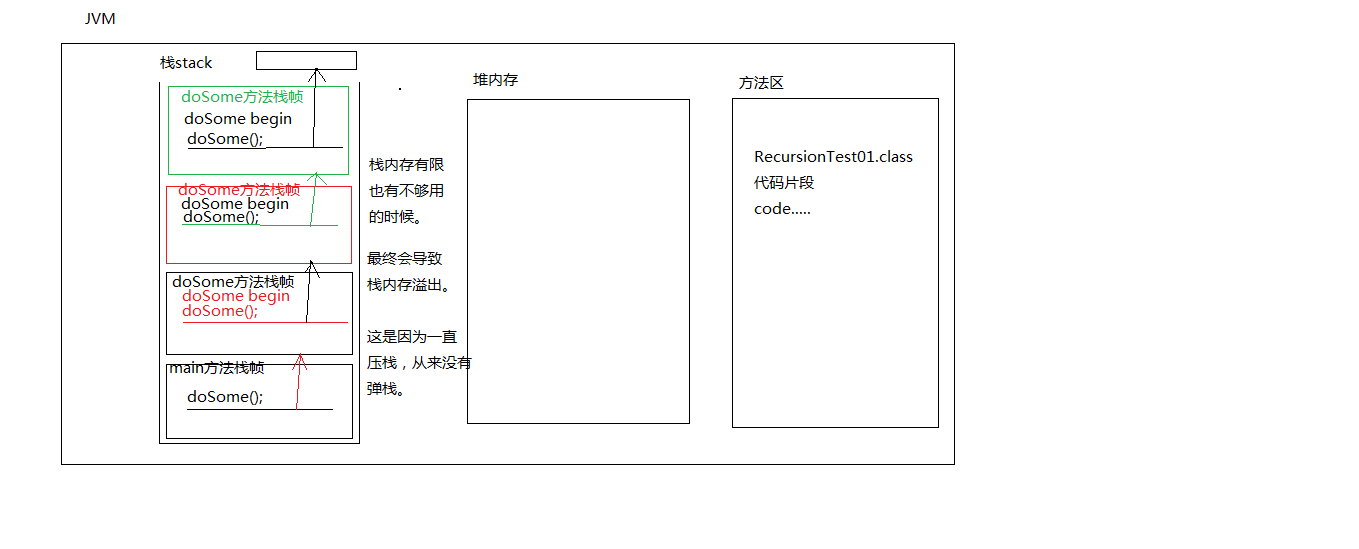 JVM
栈stack
doSome方法栈帧
doSome begin
doSome();
doSome方法栈帧
doSome begin
doSome();
doSome方法栈帧
doSome begin
doSome();
main方法栈帧
doSome();
栈内存有限
也有不够用
的时候。
最终会导致
栈内存溢出。
这是因为一直
压栈，从来没有
弹栈。
堆内存
方法区
RecursionTest01.class
代码片段
code.....